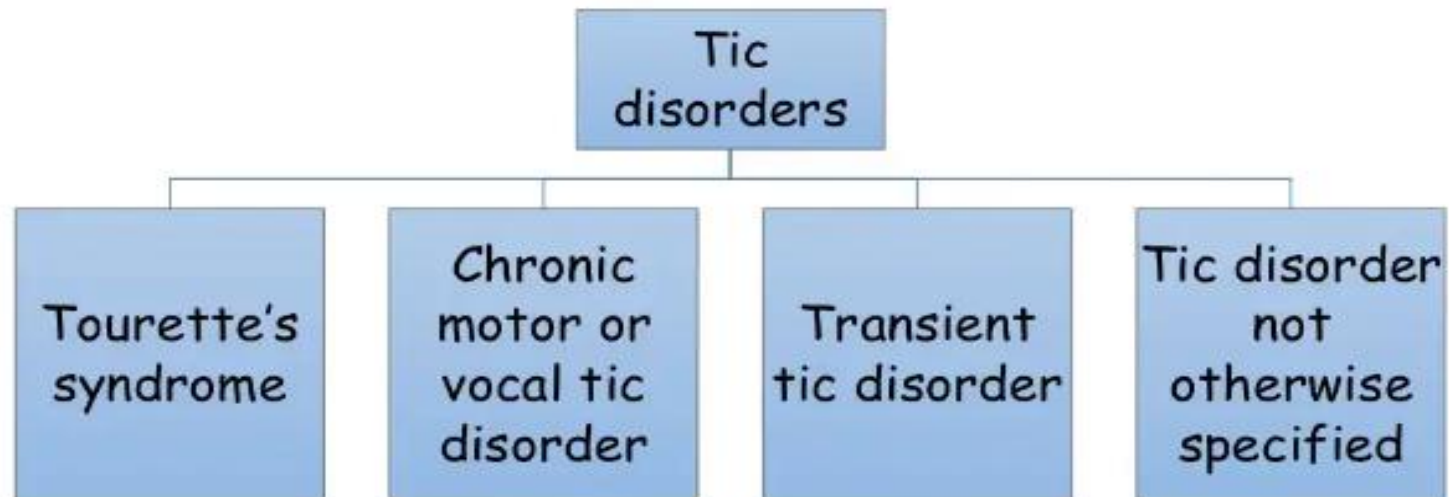 Tic
disorders
Tourette's
syndrome
Chronic
motor or
vocal tic
disorder
Transient
tic disorder
Tic disorder
not
otherwise
specified